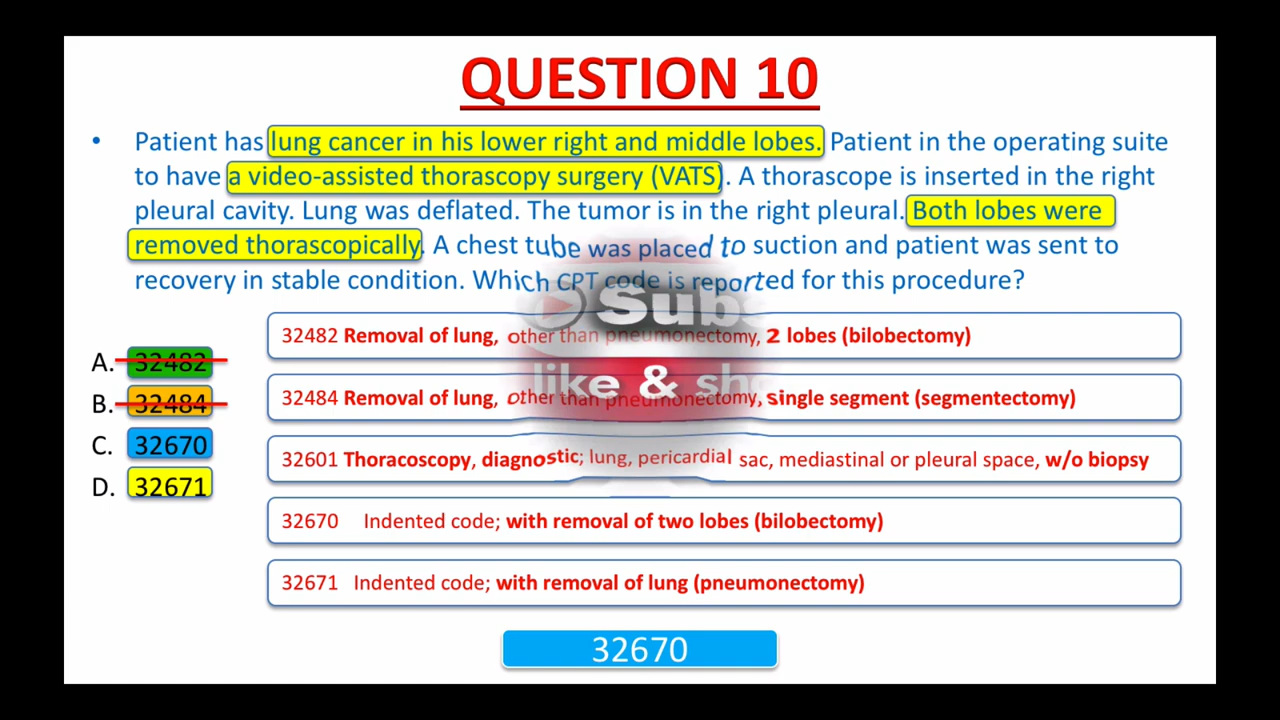 QUESTION 10
• Patient has lung cancer in his lower right and middle lobes. Patient in the operating suite
to have a video-assisted thorascopy surgery (VATS). A thorascope is inserted in the right
pleural cavity. Lung was deflated. The tumor is in the right pleural. Both lobes were
removed thorascopically. A chest tube was placed to suction and patient was sent to
recovery in stable condition. Which CPT code is reported for this procedure?
Subs
like & sh
A. 32482
B. 32484
C. 32670
D. 32671
32482 Removal of lung, other than pneumonectomy, 2 lobes (bilobectomy)
32484 Removal of lung, other than pneumonectomy, single segment (segmentectomy)
32601 Thoracoscopy, diagnostic; lung, pericardial sac, mediastinal or pleural space, w/o biopsy
32670 Indented code; with removal of two lobes (bilobectomy)
32671 Indented code; with removal of lung (pneumonectomy)
32670